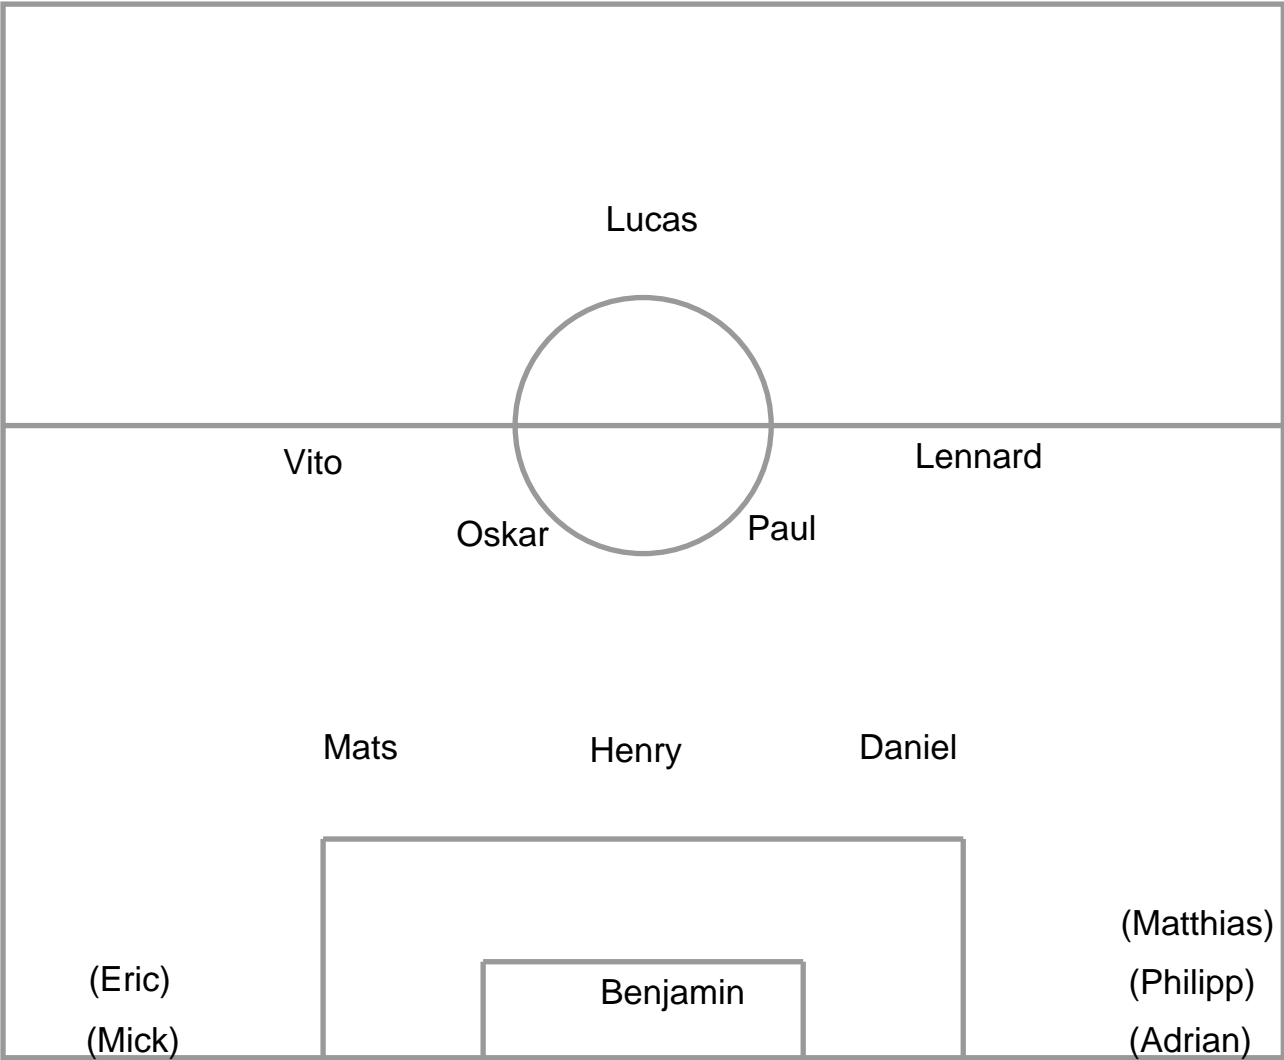 Lucas
Vito
Lennard
Oskar
Paul
Mats
Henry
Daniel
(Matthias)
(Eric)
(Philipp)
Benjamin
(Mick)
(Adrian)